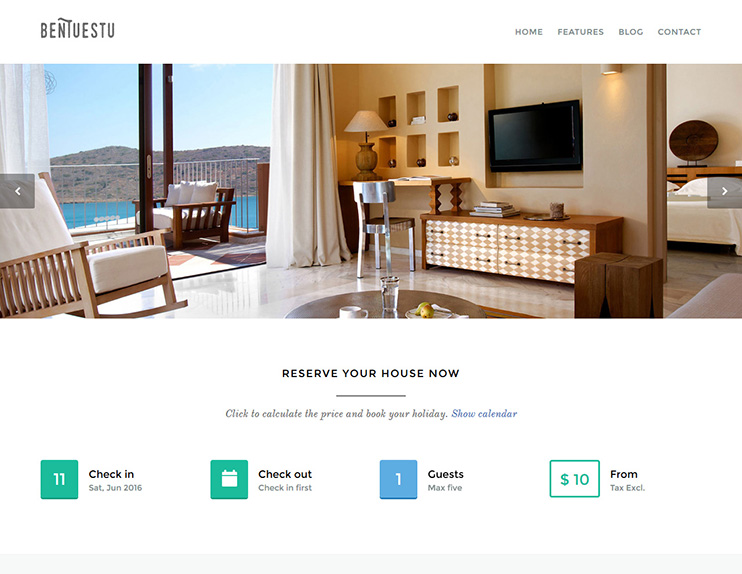 BENTUESTU
HOME FEATURES BLOG CONTACT
RESERVE YOUR HOUSE NOW
Click to calculate the price and book your holiday. Show calendar
11 Check in
Sat, Jun 2016
Check out
Check in first
1 Guests
Max five
$ 10 From
Tax Excl.